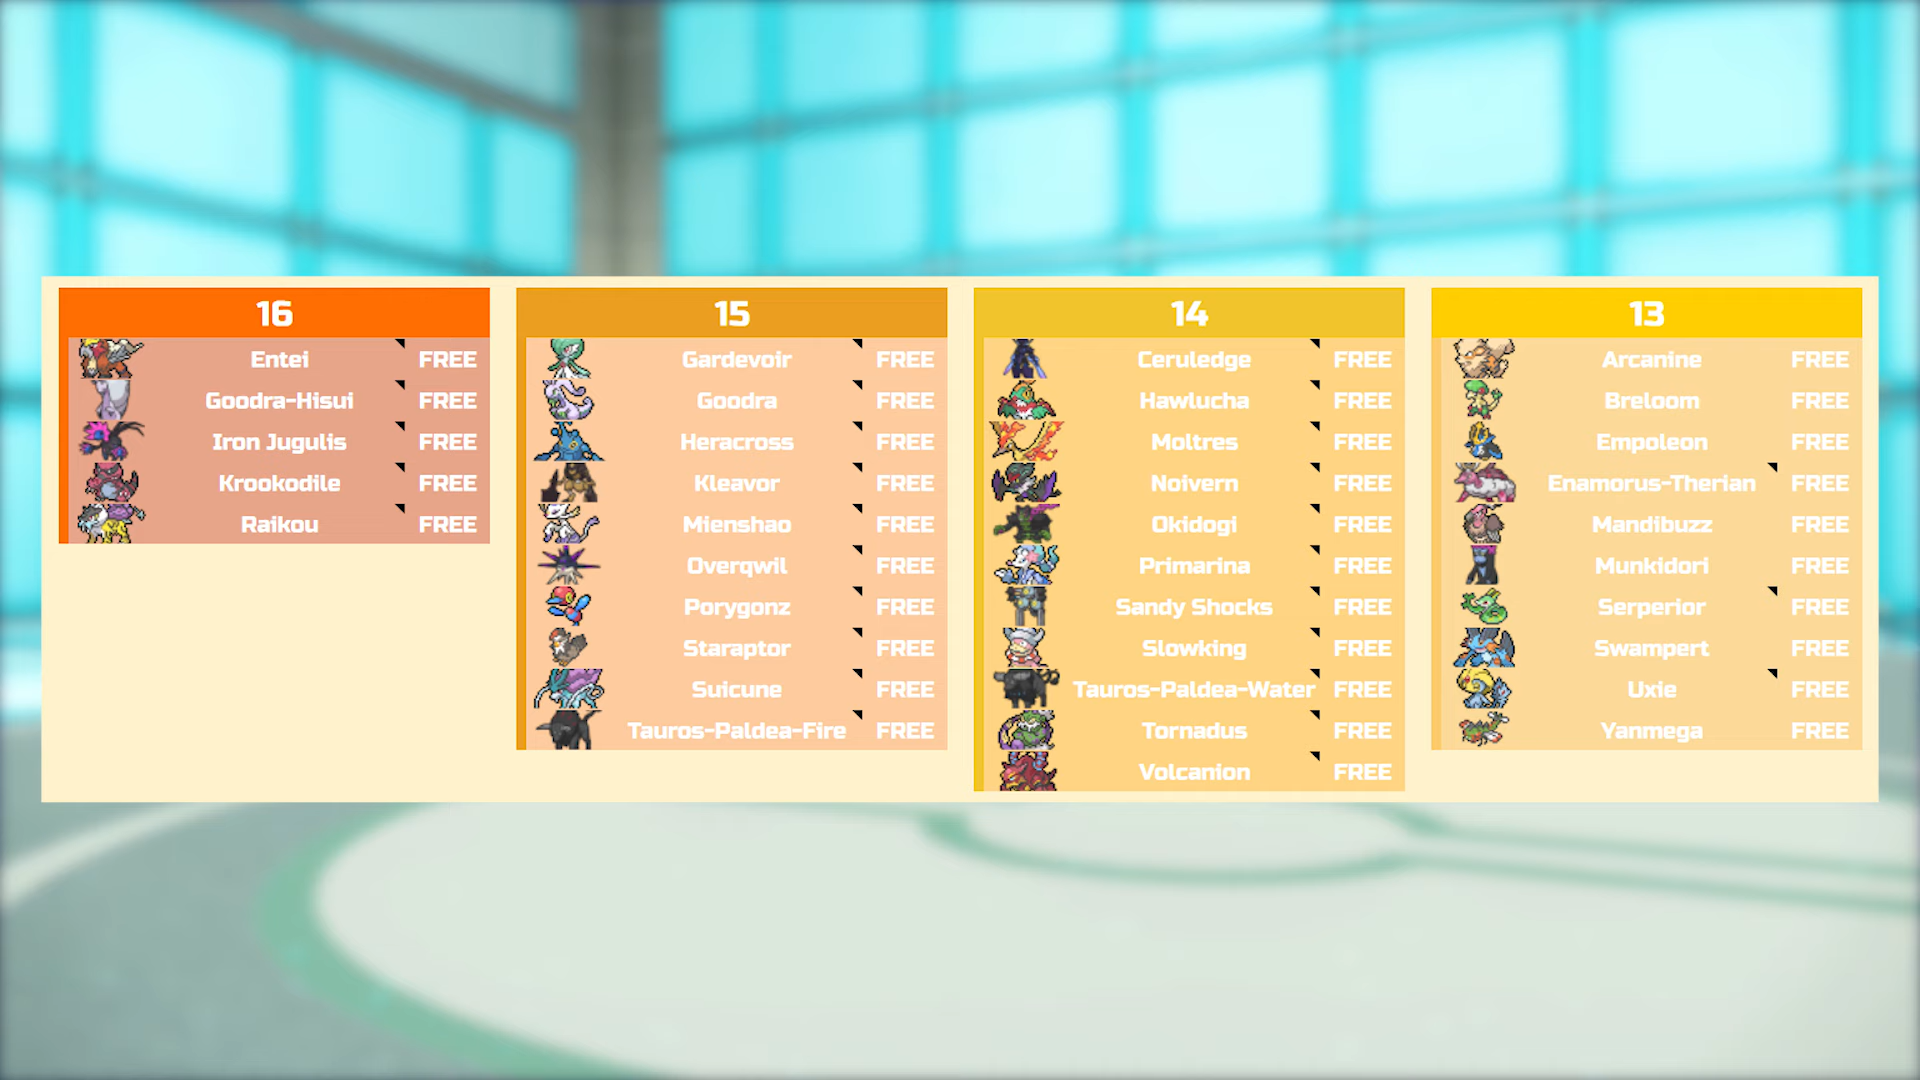 16
Entei FREE
Goodra-Hisui FREE
Iron Jugulis FREE
Krookodile FREE
Raikou FREE
15
Gardevoir FREE
Goodra FREE
Heracross FREE
Kleavor FREE
Mienshao FREE
Overqwil FREE
Porygonz FREE
Staraptor FREE
Suicune FREE
Tauros-Paldea-Fire FREE
14
Ceruledge FREE
Hawlucha FREE
Moltres FREE
Noivern FREE
Okidogi FREE
Primarina FREE
Sandy Shocks FREE
Slowking FREE
Tauros-Paldea-Water FREE
Tornadus FREE
Volcanion FREE
13
Arcanine FREE
Breloom FREE
Empoleon FREE
Enamorus-Therian FREE
Mandibuzz FREE
Munkidori FREE
Serperior FREE
Swampert FREE
Uxie FREE
Yanmega FREE